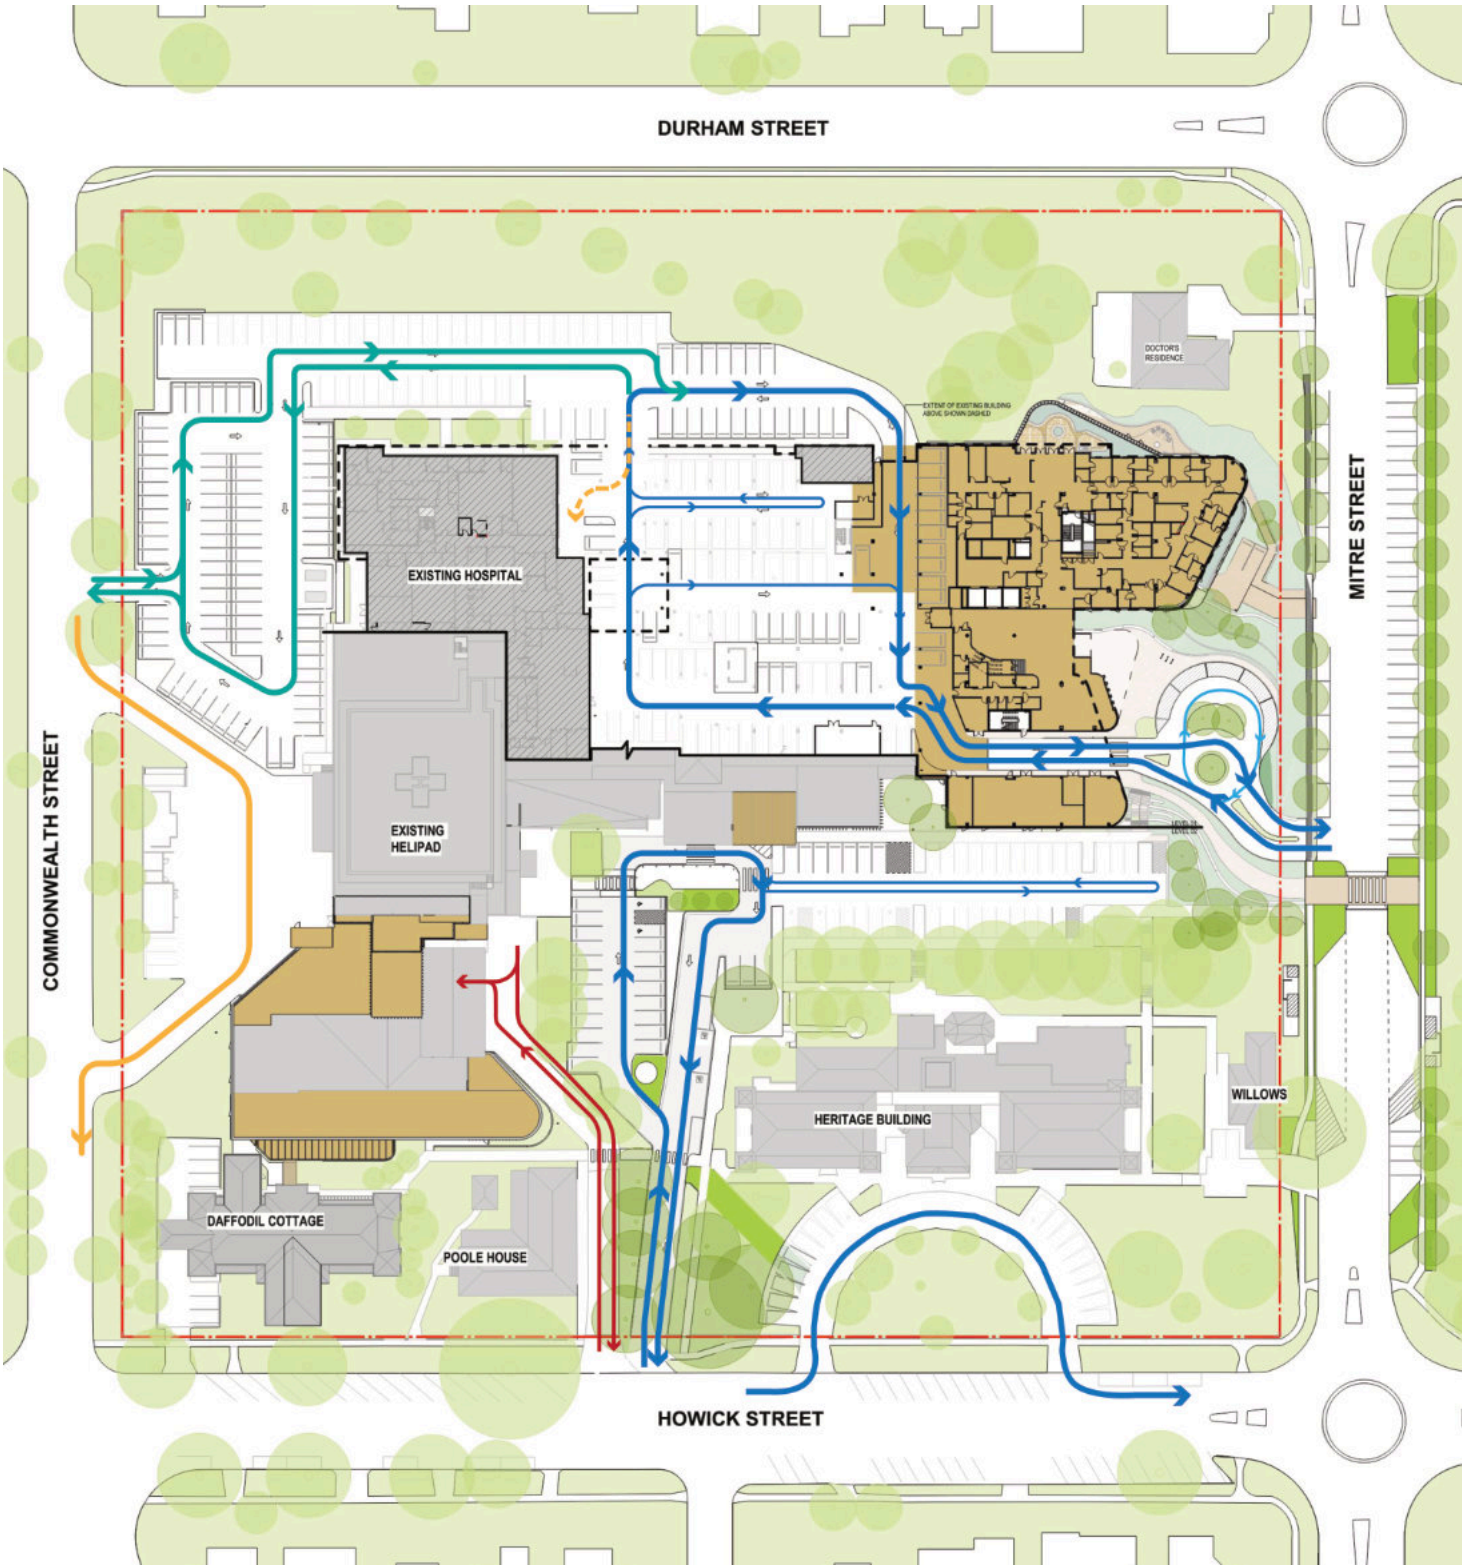 DURHAM STREET
DOCTORS
RESIDENCE
EXTENT OF EXISTING BUILDING
ABOVE SHOWN DASHED
MITRE STREET
EXISTING HOSPITAL
COMMONWEALTH STREET
EXISTING
HELIPAD
WILLOWS
HERITAGE BUILDING
DAFFODIL COTTAGE
POOLE HOUSE
HOWICK STREET